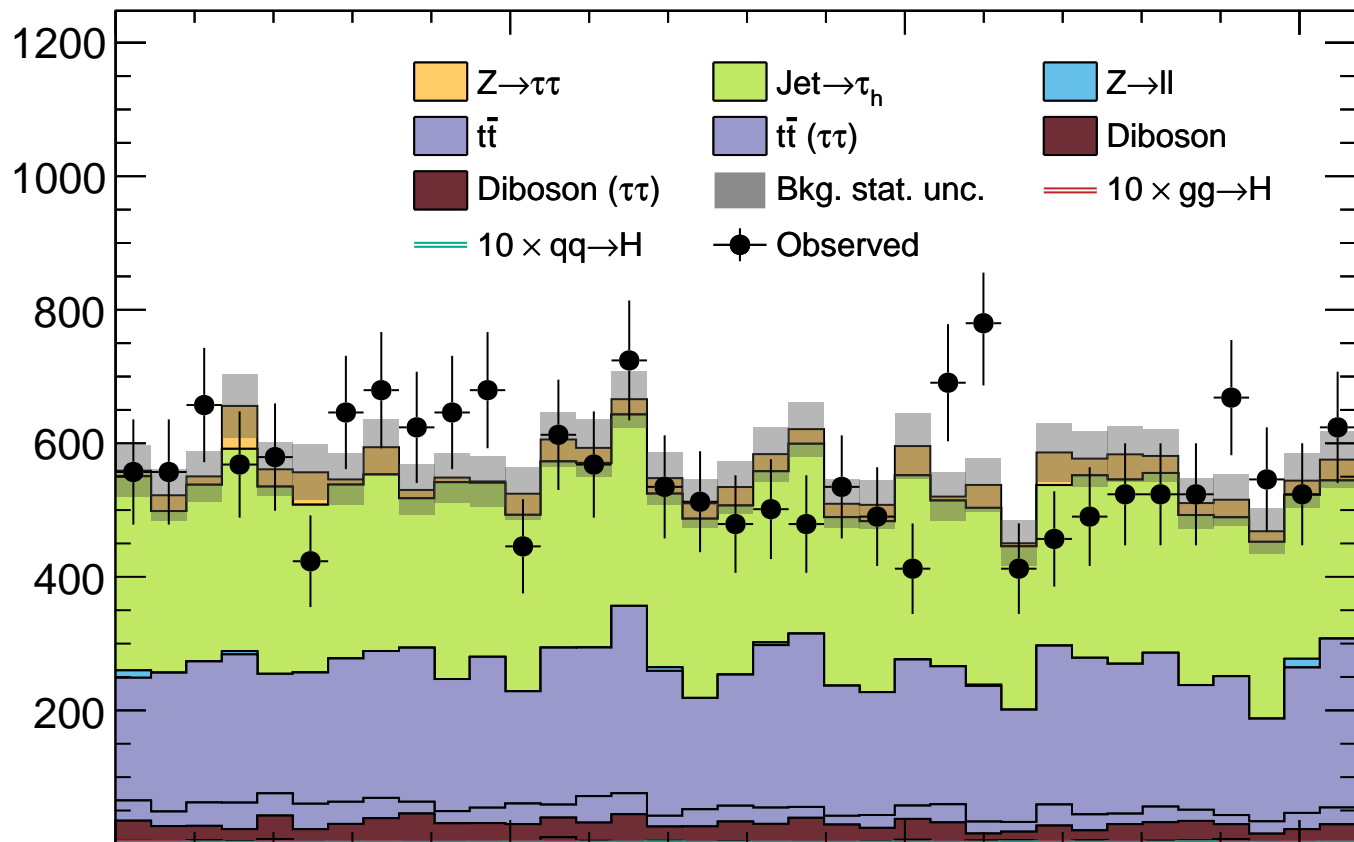 1200
Z→ττ Jet→τh Z→ll
tt̄ tt̄ (ττ) Diboson
1000
Diboson (ττ) Bkg. stat. unc. 10 × gg→H
10 × qq→H Observed
800
600
400
200